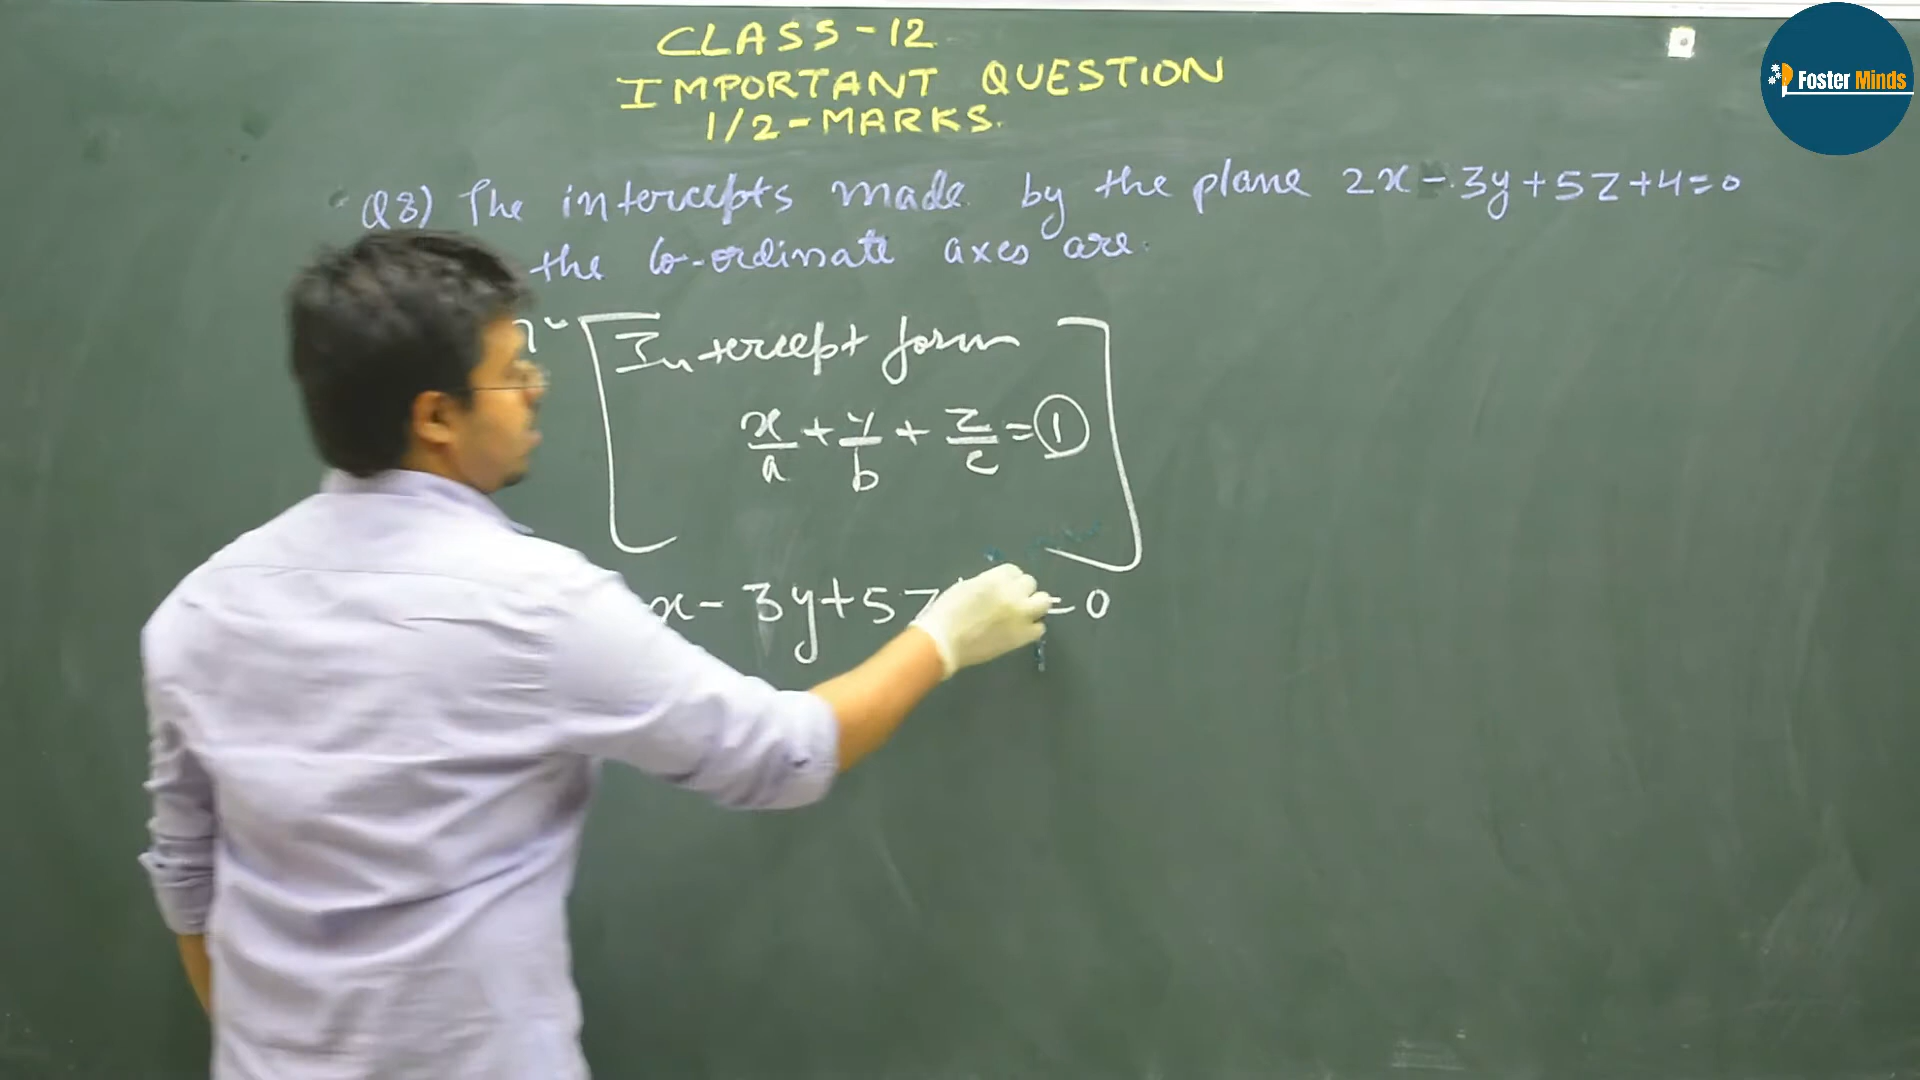 CLASS-12
IMPORTANT QUESTION
1/2-MARKS.
Foster Minds
Q8) The intercepts made by the plane 2x-3y+5z+4=0
the co-ordinate axes are.
Intercept form
x/a + y/b + z/c = 1
x-3y+5z =0